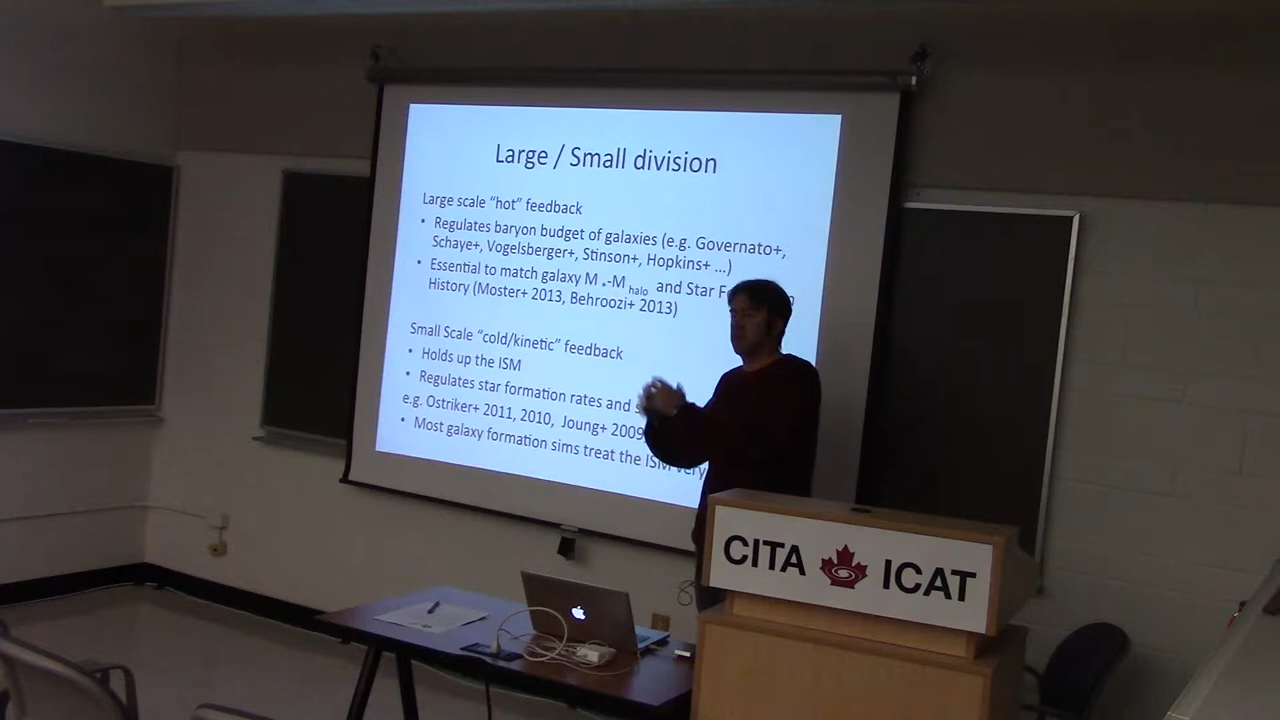 Large / Small division
Large scale “hot” feedback
• Regulates baryon budget of galaxies (e.g. Governato+,
Schaye+, Vogelsberger+, Stinson+, Hopkins+ ...)
• Essential to match galaxy M *-M halo and Star
History (Moster+ 2013, Behroozi+ 2013)
Small Scale “cold/kinetic” feedback
• Holds up the ISM
• Regulates star formation rates and
e.g. Ostriker+ 2011, 2010, Joung+ 2009
• Most galaxy formation sims treat the ISM very
CITA ICAT